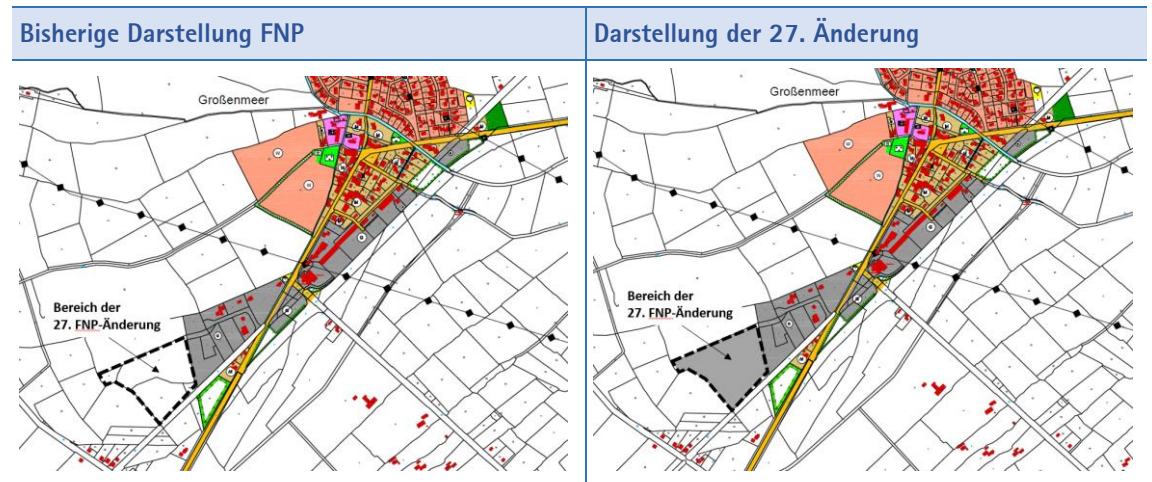 Bisherige Darstellung FNP
Darstellung der 27. Änderung
Großenmeer
Bereich der
27. FNP-Änderung
Großenmeer
Bereich der
27. FNP-Änderung